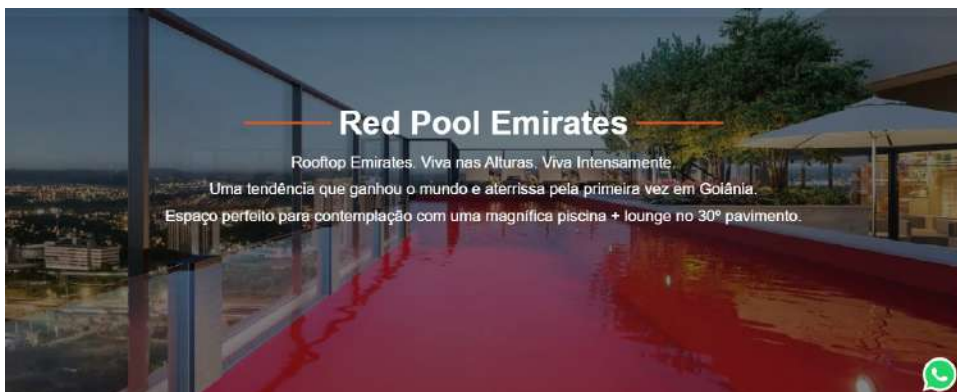 Red Pool Emirates
Rooftop Emirates. Viva nas Alturas, Viva Intensamente.
Uma tendência que ganhou o mundo e aterrissa pela primeira vez em Goiânia.
Espaço perfeito para contemplação com uma magnífica piscina + lounge no 30º pavimento.